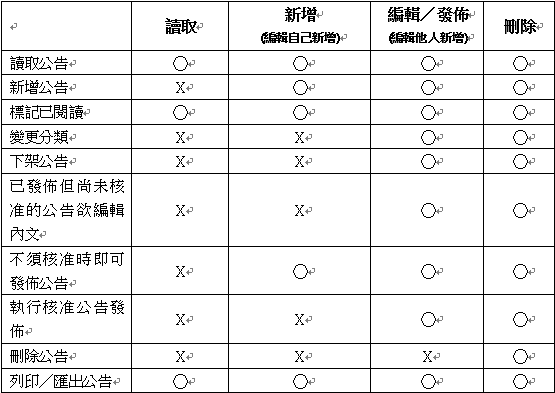 讀取 新增 編輯／發佈 刪除
(編輯自己新增) (編輯他人新增)
讀取公告 ○ ○ ○ ○
新增公告 X ○ ○ ○
標記已閱讀 ○ ○ ○ ○
變更分類 X X ○ ○
下架公告 X X ○ ○
已發佈但尚未核
准的公告欲編輯 X X ○ ○
內文
不須核准時即可
發佈公告 X ○ ○ ○
執行核准公告發
佈 X X ○ ○
刪除公告 X X X ○
列印／匯出公告 ○ ○ ○ ○